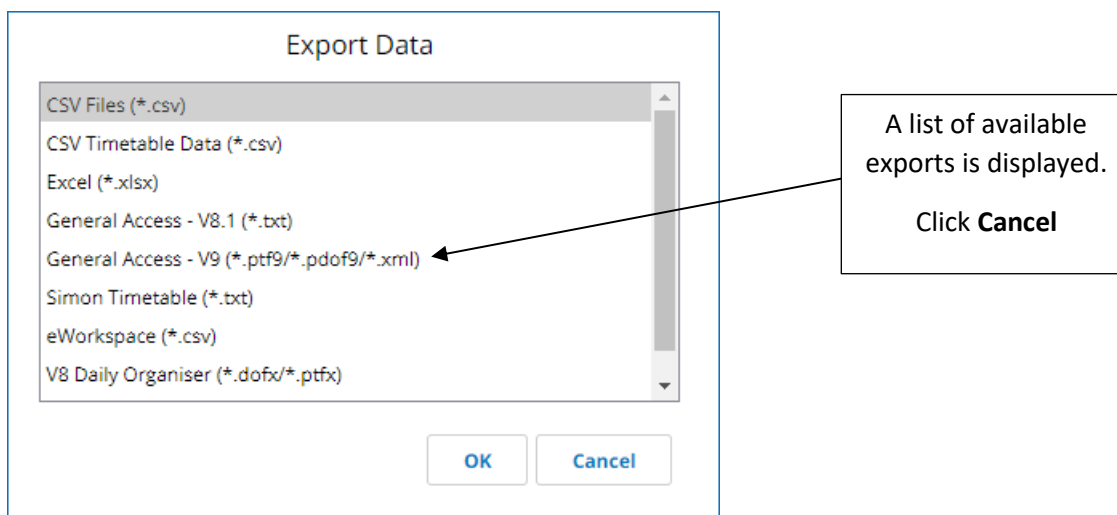 Export Data
CSV Files (*.csv)
CSV Timetable Data (*.csv)
Excel (*.xlsx)
General Access - V8.1 (*.txt)
General Access - V9 (*.ptf9/*.pdof9/*.xml)
Simon Timetable (*.txt)
eWorkspace (*.csv)
V8 Daily Organiser (*.dofx/*.ptfx)
OK
Cancel
A list of available
exports is displayed.
Click Cancel